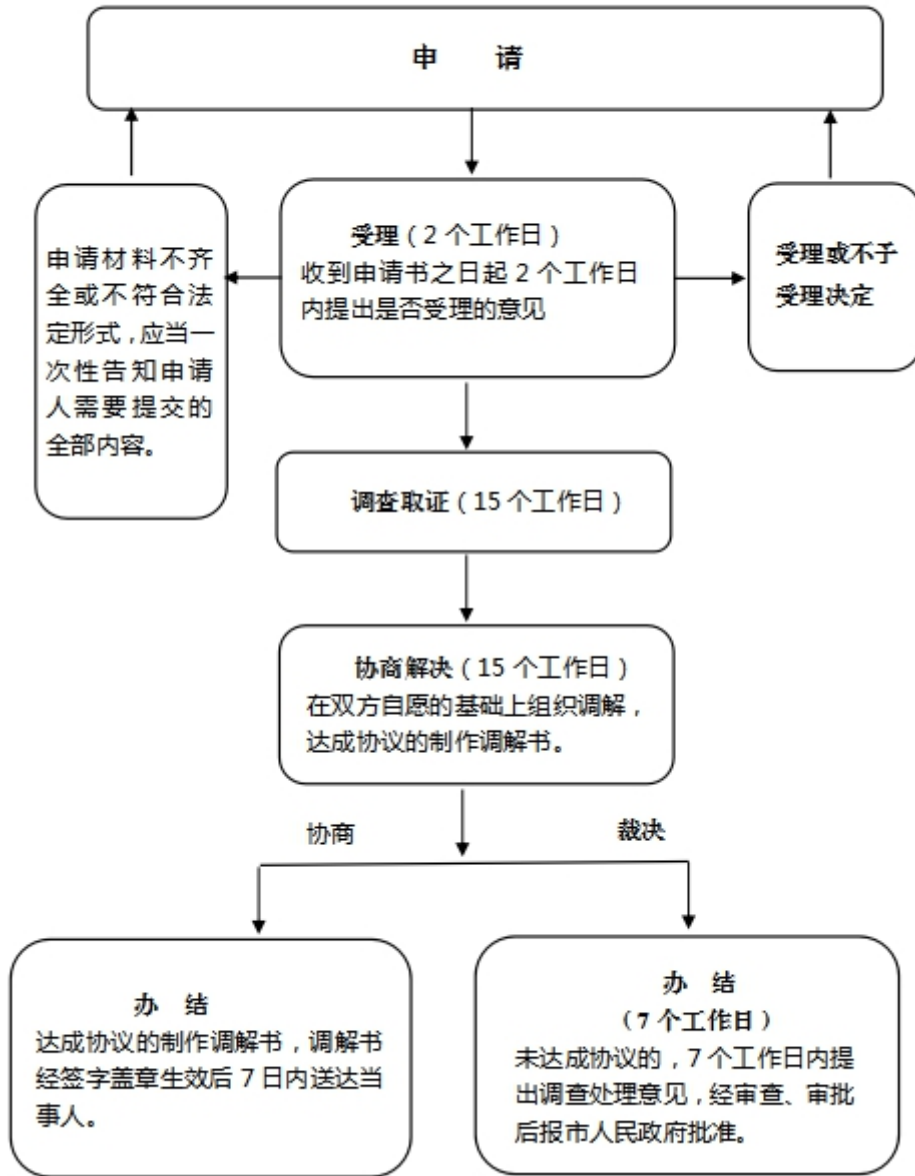 申 请
受理（2 个工作日）
收到申请书之日起 2 个工作日
内提出是否受理的意见
申请材料不齐
全或不符合法
定形式，应当一
次性告知申请
人需要提交的
全部内容。
受理或不予
受理决定
调查取证（15 个工作日）
协商解决（15 个工作日）
在双方自愿的基础上组织调解，
达成协议的制作调解书。
协商
裁决
办 结
达成协议的制作调解书，调解书
经签字盖章生效后 7 日内送达当
事人。
办 结
（7 个工作日）
未达成协议的，7 个工作日内提
出调查处理意见，经审查、审批
后报市人民政府批准。